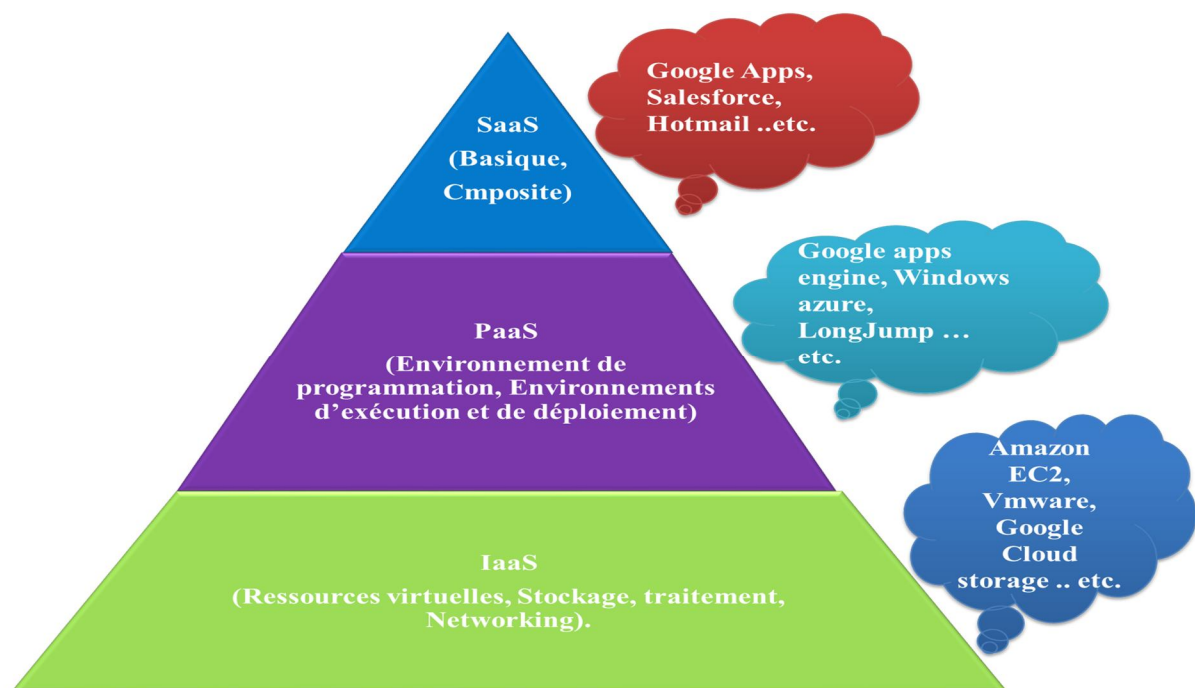 SaaS
(Basique,
Cmposite)
Google Apps,
Salesforce,
Hotmail ..etc.
PaaS
(Environnement de
programmation, Environnements
d’exécution et de déploiement)
Google apps
engine, Windows
azure,
LongJump …
etc.
IaaS
(Ressources virtuelles, Stockage, traitement,
Networking).
Amazon
EC2,
Vmware,
Google
Cloud
storage .. etc.